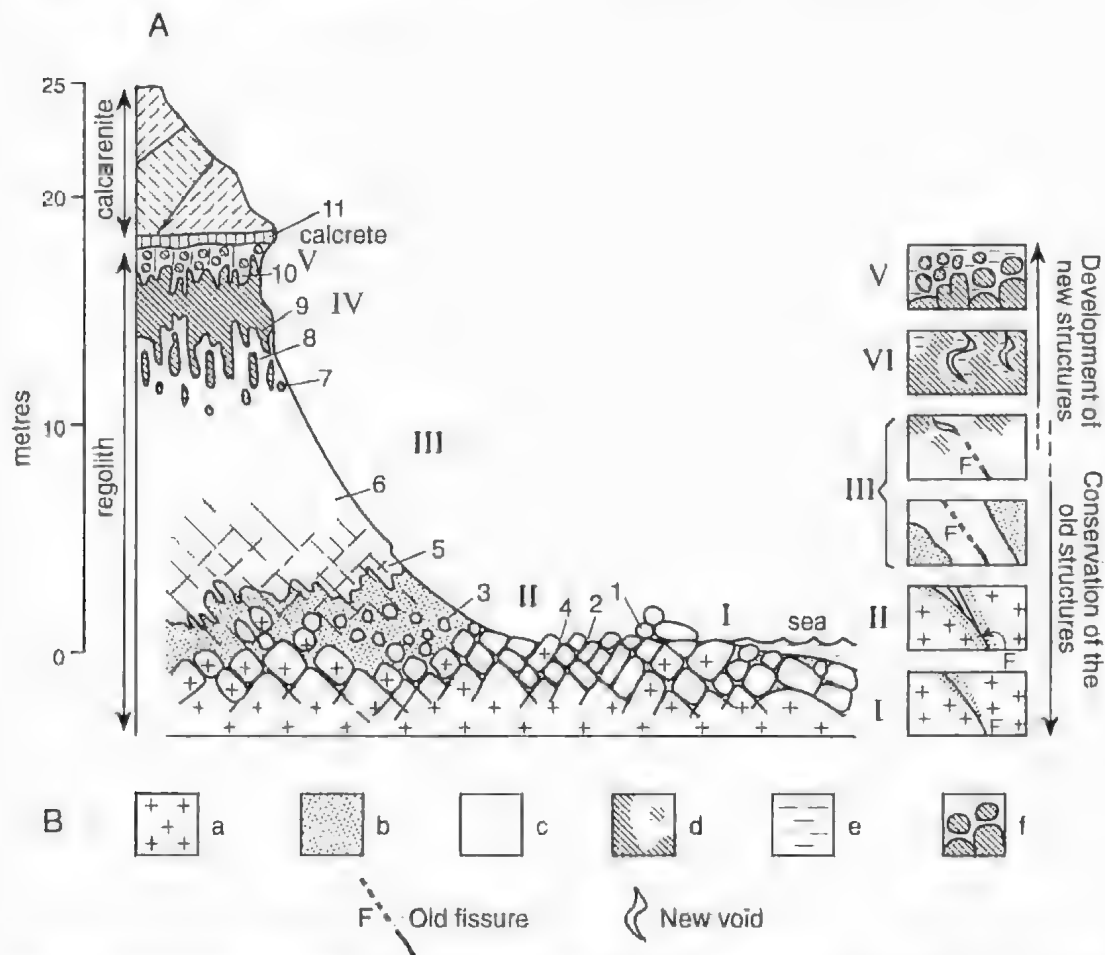 A
25
20
10
0
metres
calcarenite
regolith
11
calcrete
V
10
IV
9
8
7
III
6
5
3
II
4
2
1
I
sea
V
VI
III
F
F
II
F
I
F
Development of
new structures
Conservation of the
old structures
B
a
b
c
d
e
f
F Old fissure
New void